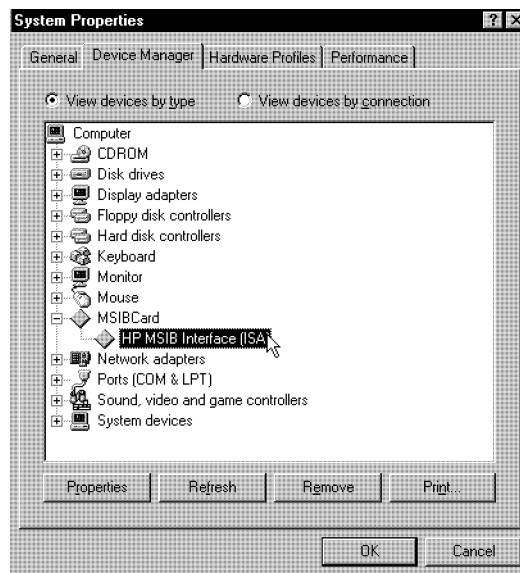 System Properties
General Device Manager Hardware Profiles Performance
View devices by type View devices by connection
Computer
CDROM
Disk drives
Display adapters
Floppy disk controllers
Hard disk controllers
Keyboard
Monitor
Mouse
MSIBCard
HP MSIB Interface (ISA)
Network adapters
Ports (COM & LPT)
Sound, video and game controllers
System devices
Properties Refresh Remove Print...
OK Cancel